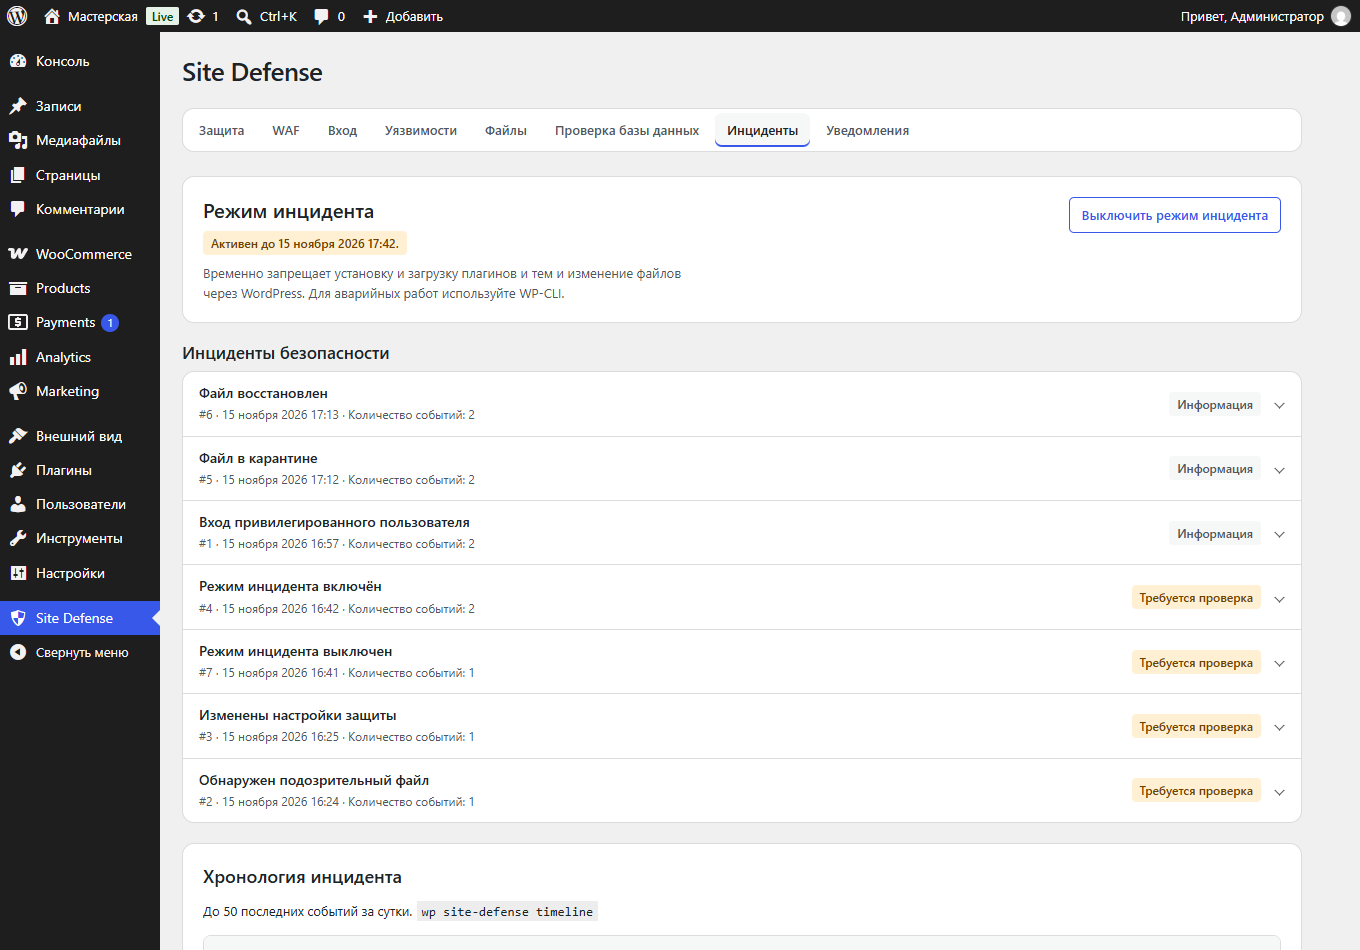 Мастерская Live 1 Ctrl+K 0 Добавить Привет, Администратор
Консоль
Записи
Медиафайлы
Страницы
Комментарии
WooCommerce
Products
Payments 1
Analytics
Marketing
Внешний вид
Плагины
Пользователи
Инструменты
Настройки
Site Defense
Свернуть меню
Site Defense
Защита WAF Вход Уязвимости Файлы Проверка базы данных Инциденты Уведомления
Режим инцидента
Выключить режим инцидента
Активен до 15 ноября 2026 17:42.
Временно запрещает установку и загрузку плагинов и тем и изменение файлов
через WordPress. Для аварийных работ используйте WP-CLI.
Инциденты безопасности
Файл восстановлен
#6 · 15 ноября 2026 17:13 · Количество событий: 2
Информация
Файл в карантине
#5 · 15 ноября 2026 17:12 · Количество событий: 2
Информация
Вход привилегированного пользователя
#1 · 15 ноября 2026 16:57 · Количество событий: 2
Информация
Режим инцидента включён
#4 · 15 ноября 2026 16:42 · Количество событий: 2
Требуется проверка
Режим инцидента выключен
#7 · 15 ноября 2026 16:41 · Количество событий: 1
Требуется проверка
Изменены настройки защиты
#3 · 15 ноября 2026 16:25 · Количество событий: 1
Требуется проверка
Обнаружен подозрительный файл
#2 · 15 ноября 2026 16:24 · Количество событий: 1
Требуется проверка
Хронология инцидента
До 50 последних событий за сутки. wp site-defense timeline